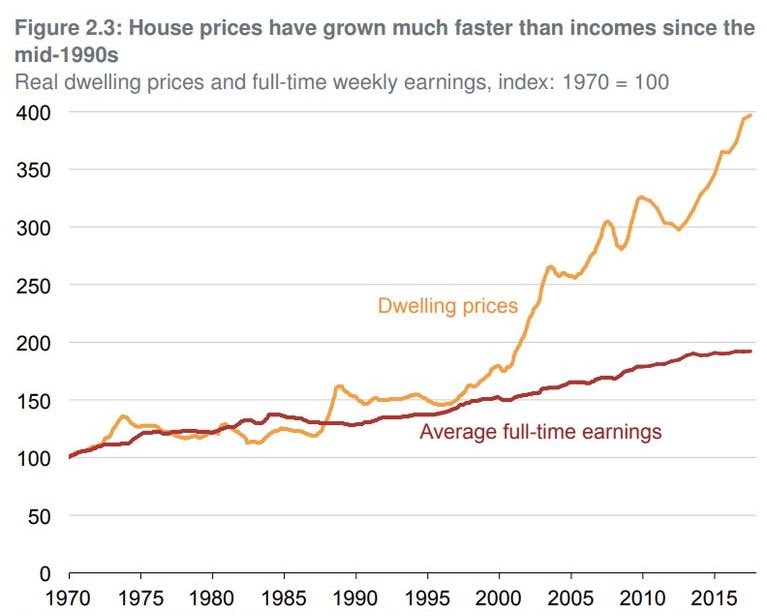 Figure 2.3: House prices have grown much faster than incomes since the
mid-1990s
Real dwelling prices and full-time weekly earnings, index: 1970 = 100
400
350
300
250
Dwelling prices
200
150
Average full-time earnings
100
50
0
1970 1975 1980 1985 1990 1995 2000 2005 2010 2015